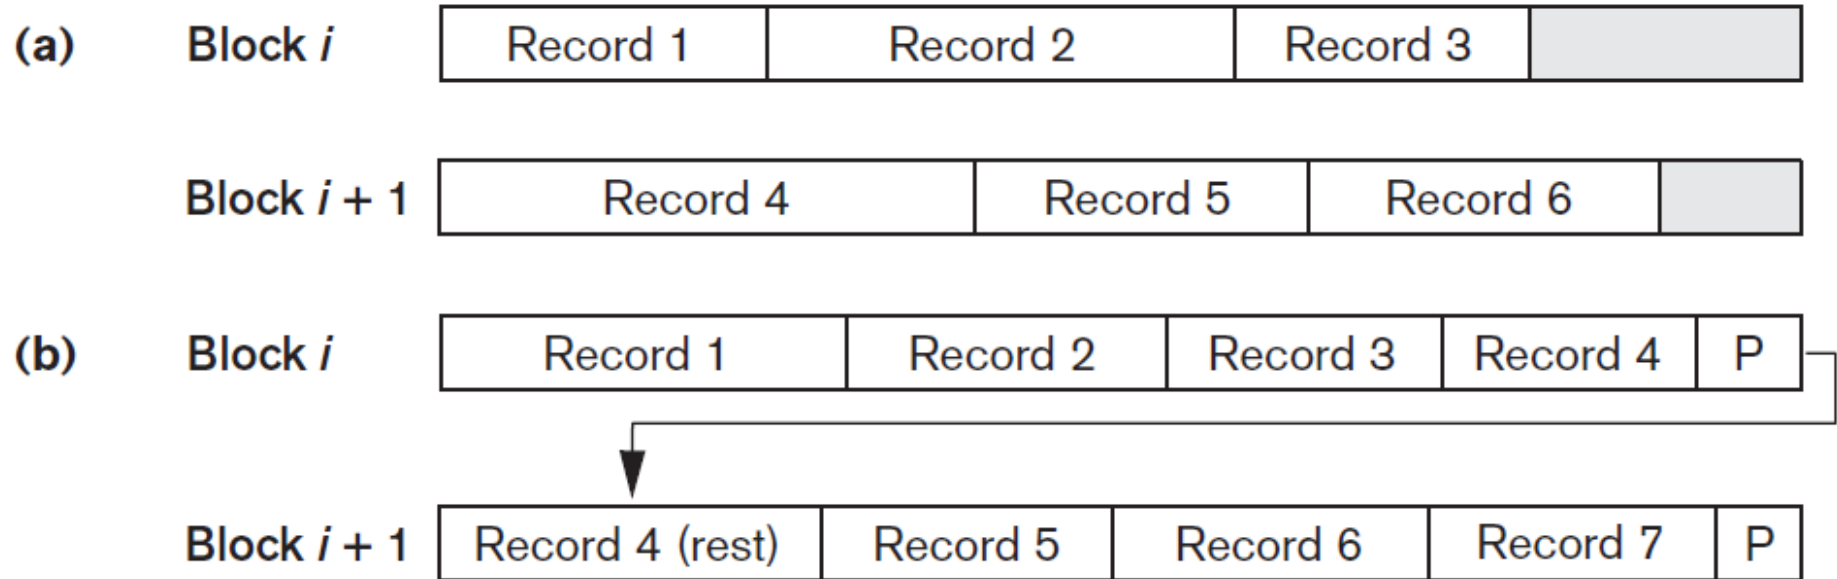 (a) Block i Record 1 Record 2 Record 3
Block i + 1 Record 4 Record 5 Record 6
(b) Block i Record 1 Record 2 Record 3 Record 4 P
Block i + 1 Record 4 (rest) Record 5 Record 6 Record 7 P